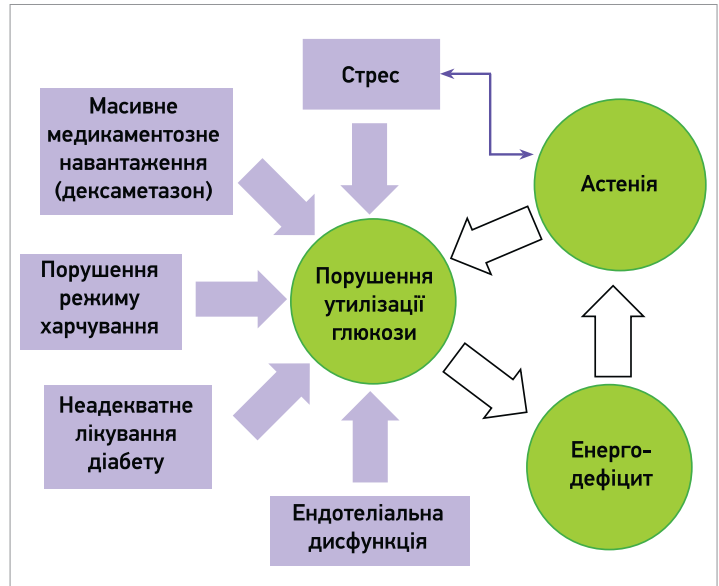 Стрес
Масивне
медикаментозне
навантаження
(дексаметазон)
Астенія
Порушення
режиму
харчування
Порушення
утилізації
глюкози
Неадекватне
лікування
діабету
Енерго-
дефіцит
Ендотеліальна
дисфункція